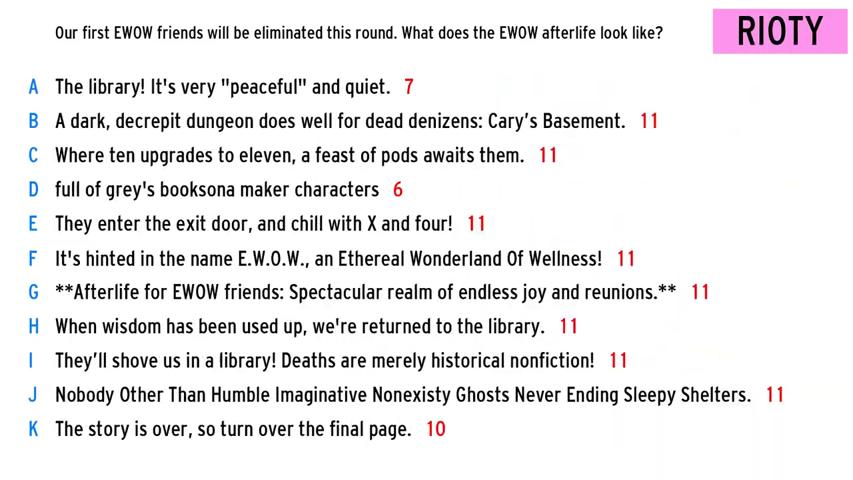 Our first EWOW friends will be eliminated this round. What does the EWOW afterlife look like?
RIOTY
A The library! It's very "peaceful" and quiet. 7
B A dark, decrepit dungeon does well for dead denizens: Cary’s Basement. 11
C Where ten upgrades to eleven, a feast of pods awaits them. 11
D full of grey's booksona maker characters 6
E They enter the exit door, and chill with X and four! 11
F It's hinted in the name E.W.O.W., an Ethereal Wonderland Of Wellness! 11
G **Afterlife for EWOW friends: Spectacular realm of endless joy and reunions.** 11
H When wisdom has been used up, we're returned to the library. 11
I They’ll shove us in a library! Deaths are merely historical nonfiction! 11
J Nobody Other Than Humble Imaginative Nonexisty Ghosts Never Ending Sleepy Shelters. 11
K The story is over, so turn over the final page. 10